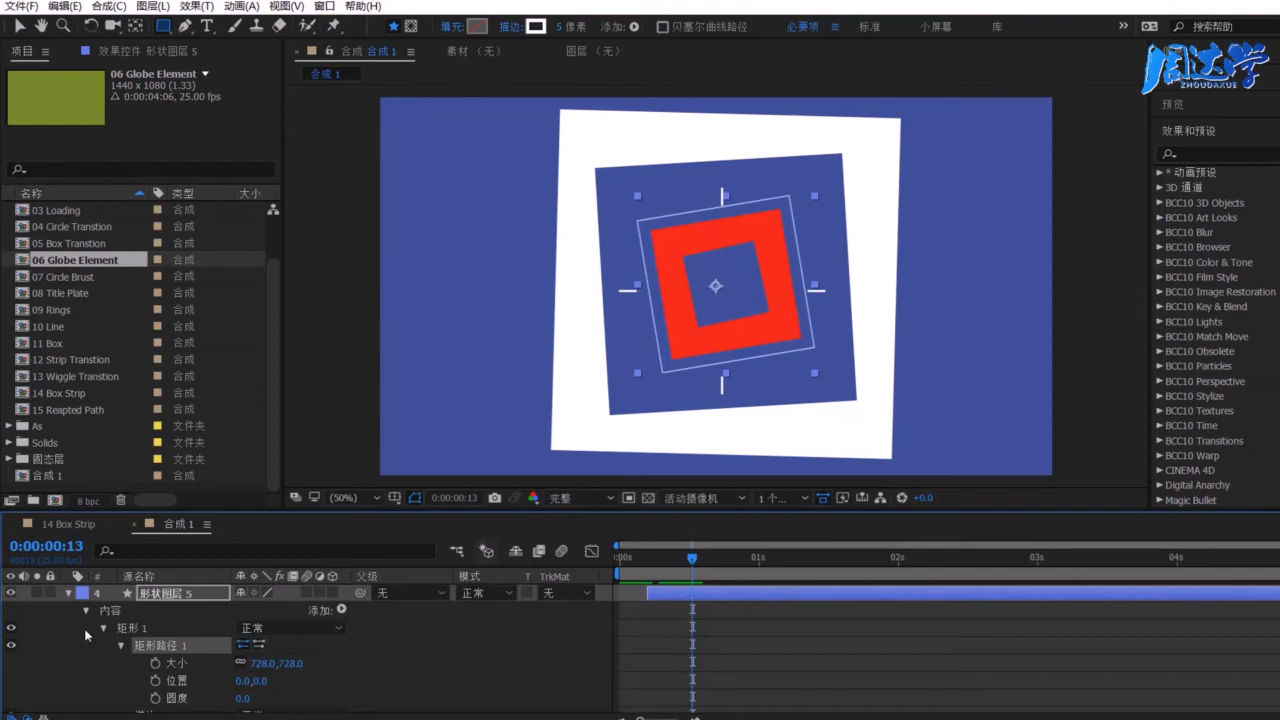 文件(F) 编辑(E) 合成(C) 图层(L) 效果(T) 动画(A) 视图(V) 窗口 帮助(H)
填充: 描边: 5 像素 添加: 贝塞尔曲线路径 必要项 标准 小屏幕 库 搜索帮助
项目 效果控件 形状图层 5 合成 合成 1 素材 (无) 图层 (无)
周达学
ZHOUDAXUE
06 Globe Element
1440 x 1080 (1.33)
Δ 0:00:04:06, 25.00 fps
合成 1
预览
效果和预设
名称 类型 大小
03 Loading 合成
04 Circle Transtion 合成
05 Box Transtion 合成
06 Globe Element 合成
07 Circle Brust 合成
08 Title Plate 合成
09 Rings 合成
10 Line 合成
11 Box 合成
12 Strip Transtion 合成
13 Wiggle Transtion 合成
14 Box Strip 合成
15 Reapted Path 合成
As 文件夹
Solids 文件夹
固态层 文件夹
合成 1 合成
8 bpc
* 动画预设
3D 通道
BCC10 3D Objects
BCC10 Art Looks
BCC10 Blur
BCC10 Browser
BCC10 Color & Tone
BCC10 Film Style
BCC10 Image Restoration
BCC10 Key & Blend
BCC10 Lights
BCC10 Match Move
BCC10 Obsolete
BCC10 Particles
BCC10 Perspective
BCC10 Stylize
BCC10 Textures
BCC10 Time
BCC10 Transitions
BCC10 Warp
CINEMA 4D
Digital Anarchy
Magic Bullet
(50%) 0:00:00:13 完整 活动摄像机 1 个... +0.0
14 Box Strip 合成 1
0:00:00:13
00013 (25.00 fps)
:00s 01s 02s 03s 04s
# 源名称 父级 模式 T TrkMat
4 形状图层 5 无 正常 无
内容 添加:
矩形 1 正常
矩形路径 1
大小 728.0,728.0
位置 0.0,0.0
圆度 0.0